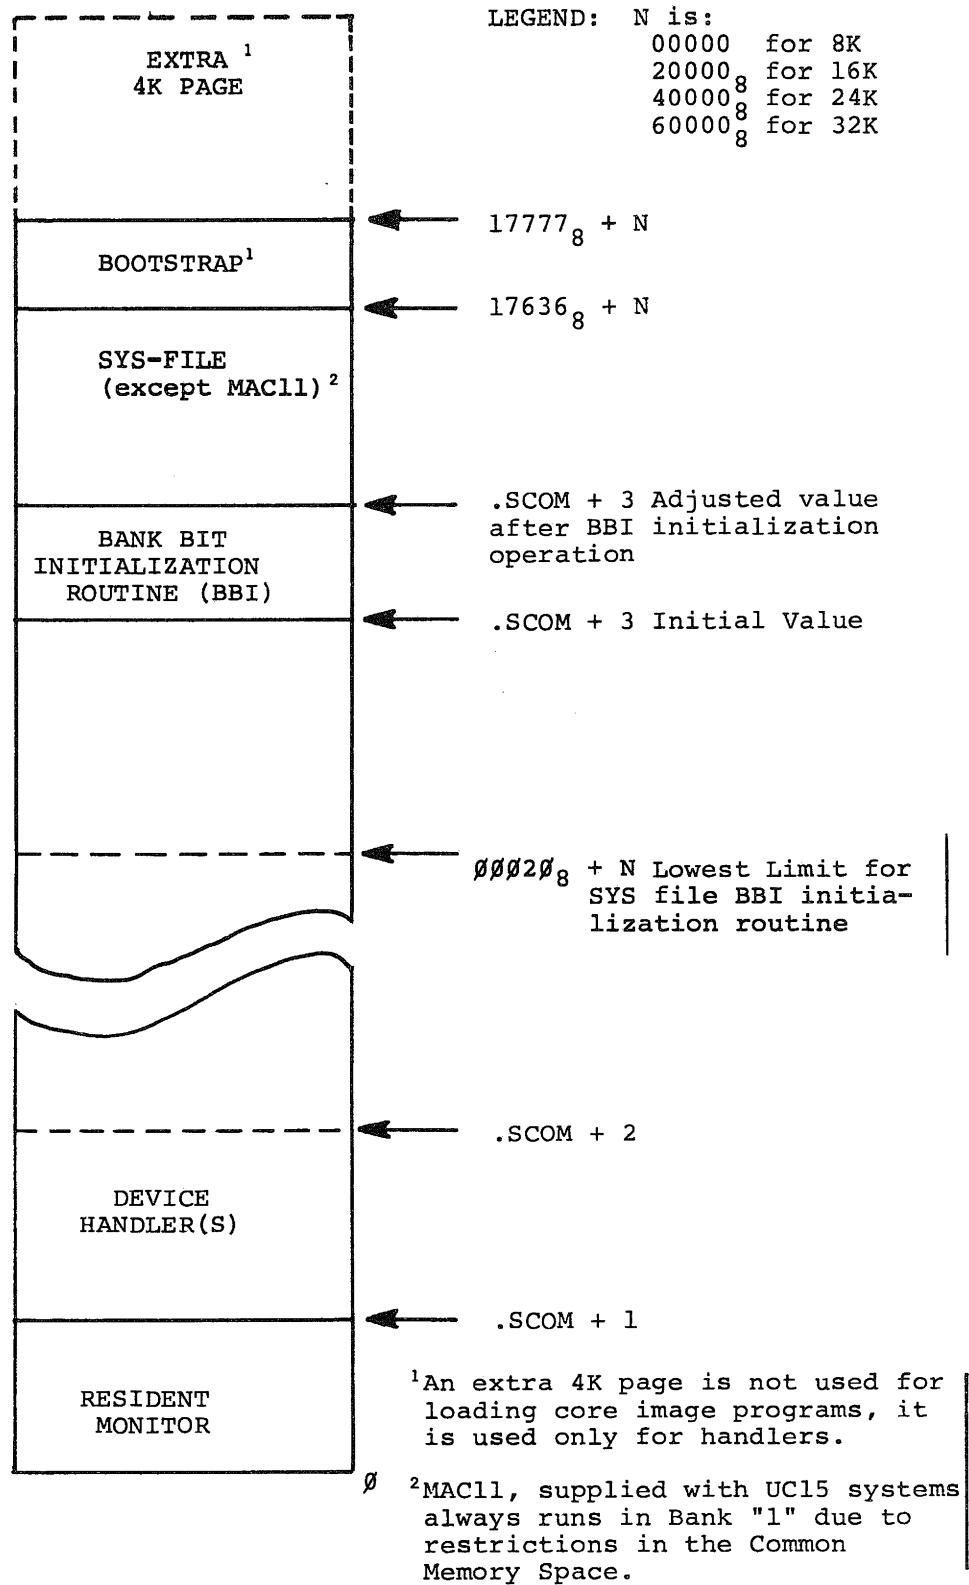 LEGEND: N is:
00000 for 8K
20000₈ for 16K
40000₈ for 24K
60000₈ for 32K
EXTRA ¹
4K PAGE
17777₈ + N
BOOTSTRAP¹
17636₈ + N
SYS-FILE
(except MAC11)²
.SCOM + 3 Adjusted value
after BBI initialization
operation
BANK BIT
INITIALIZATION
ROUTINE (BBI)
.SCOM + 3 Initial Value
ØØØ2Ø₈ + N Lowest Limit for
SYS file BBI initia-
lization routine
.SCOM + 2
DEVICE
HANDLER(S)
.SCOM + 1
RESIDENT
MONITOR
Ø
¹An extra 4K page is not used for
loading core image programs, it
is used only for handlers.
²MAC11, supplied with UC15 systems
always runs in Bank "1" due to
restrictions in the Common
Memory Space.